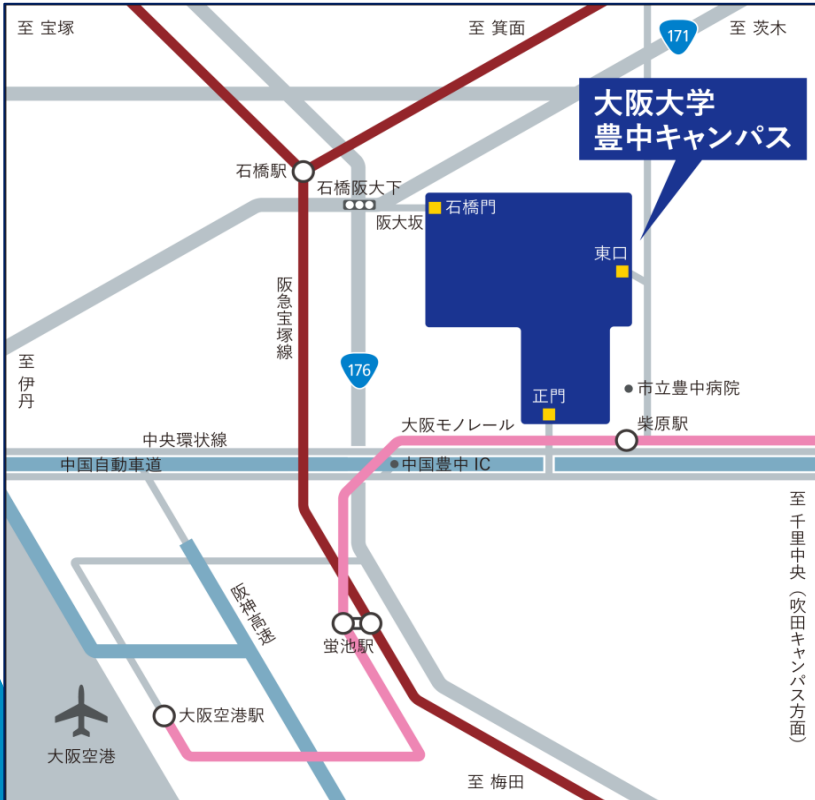 至 宝塚
至 箕面
171
至 茨木
大阪大学
豊中キャンパス
石橋駅
石橋阪大下
阪大坂
石橋門
東口
阪急宝塚線
176
至 伊丹
正門
市立豊中病院
大阪モノレール
柴原駅
中央環状線
中国自動車道
中国豊中 IC
至 千里中央（吹田キャンパス方面）
阪神高速
蛍池駅
大阪空港駅
大阪空港
至 梅田